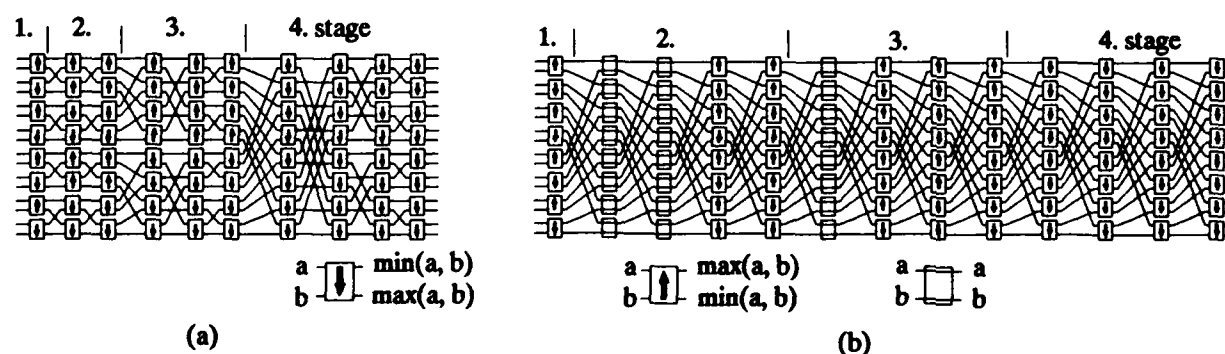 1. 2. 3. 4. stage
1. 2. 3. 4. stage
a min(a, b)
b max(a, b)
a max(a, b)
b min(a, b)
a a
b b
(a)
(b)